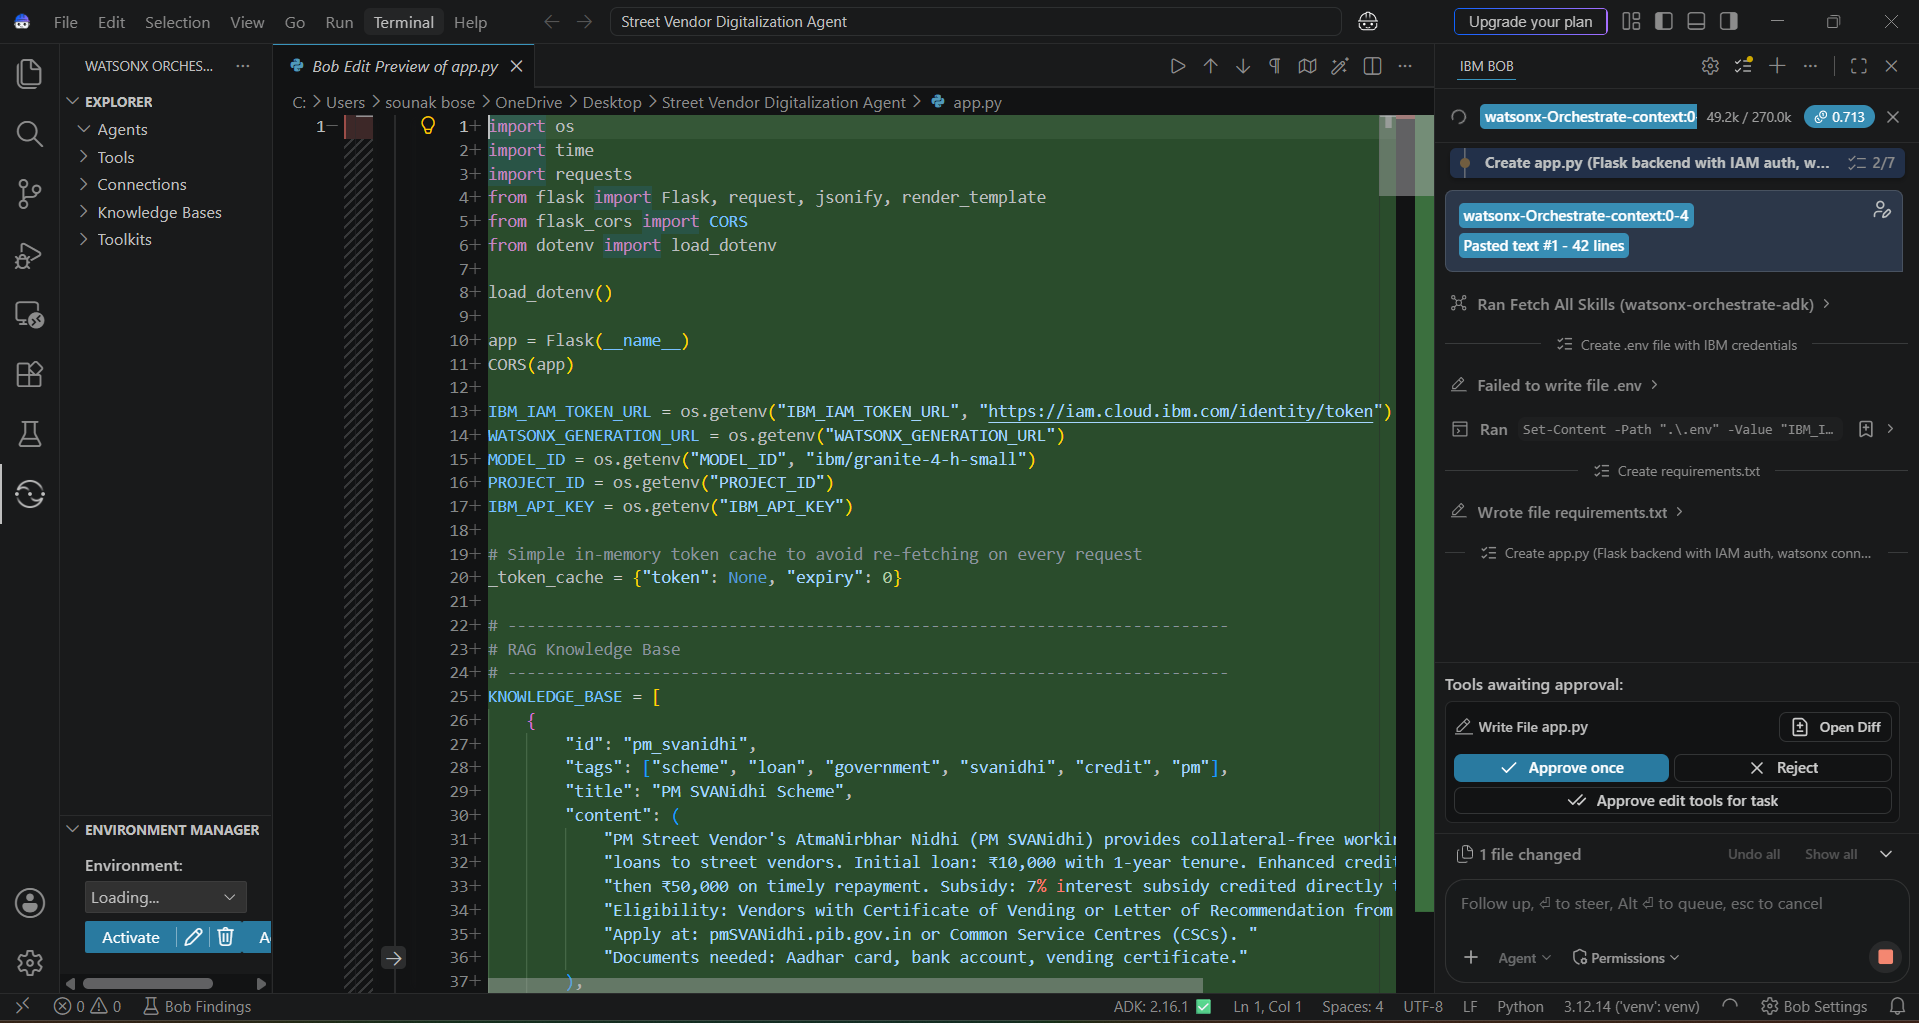 File Edit Selection View Go Run Terminal Help
Street Vendor Digitalization Agent
Upgrade your plan
WATSONX ORCHES... ···
EXPLORER
Agents
Tools
Connections
Knowledge Bases
Toolkits
ENVIRONMENT MANAGER
Environment:
Loading...
Activate
Bob Edit Preview of app.py
C: > Users > sounak bose > OneDrive > Desktop > Street Vendor Digitalization Agent > app.py
1−
1+ import os
2+ import time
3+ import requests
4+ from flask import Flask, request, jsonify, render_template
5+ from flask_cors import CORS
6+ from dotenv import load_dotenv
7+
8+ load_dotenv()
9+
10+ app = Flask(__name__)
11+ CORS(app)
12+
13+ IBM_IAM_TOKEN_URL = os.getenv("IBM_IAM_TOKEN_URL", "https://iam.cloud.ibm.com/identity/token")
14+ WATSONX_GENERATION_URL = os.getenv("WATSONX_GENERATION_URL")
15+ MODEL_ID = os.getenv("MODEL_ID", "ibm/granite-4-h-small")
16+ PROJECT_ID = os.getenv("PROJECT_ID")
17+ IBM_API_KEY = os.getenv("IBM_API_KEY")
18+
19+ # Simple in-memory token cache to avoid re-fetching on every request
20+ _token_cache = {"token": None, "expiry": 0}
21+
22+ # ---------------------------------------------------------------------------
23+ # RAG Knowledge Base
24+ # ---------------------------------------------------------------------------
25+ KNOWLEDGE_BASE = [
26+ {
27+ "id": "pm_svanidhi",
28+ "tags": ["scheme", "loan", "government", "svanidhi", "credit", "pm"],
29+ "title": "PM SVANidhi Scheme",
30+ "content": (
31+ "PM Street Vendor's AtmaNirbhar Nidhi (PM SVANidhi) provides collateral-free
32+ "loans to street vendors. Initial loan: ₹10,000 with 1-year tenure. Enhanced
33+ "then ₹50,000 on timely repayment. Subsidy: 7% interest subsidy credited directly
34+ "Eligibility: Vendors with Certificate of Vending or Letter of Recommendation from
35+ "Apply at: pmSVANidhi.pib.gov.in or Common Service Centres (CSCs). "
36+ "Documents needed: Aadhar card, bank account, vending certificate."
37+ ),
IBM BOB
watsonx-Orchestrate-context:0 49.2k / 270.0k 0.713
Create app.py (Flask backend with IAM auth, w... 2/7
watsonx-Orchestrate-context:0-4
Pasted text #1 - 42 lines
Ran Fetch All Skills (watsonx-orchestrate-adk) >
Create .env file with IBM credentials
Failed to write file .env >
Ran Set-Content -Path ".\.env" -Value "IBM_I... >
Create requirements.txt
Wrote file requirements.txt >
Create app.py (Flask backend with IAM auth, watsonx conn...
Tools awaiting approval:
Write File app.py Open Diff
Approve once Reject
Approve edit tools for task
1 file changed Undo all Show all
Follow up, ⏎ to steer, Alt ⏎ to queue, esc to cancel
Agent Permissions
0 0 Bob Findings
ADK: 2.16.1 ✅ Ln 1, Col 1 Spaces: 4 UTF-8 LF Python 3.12.14 ('venv': venv) Bob Settings